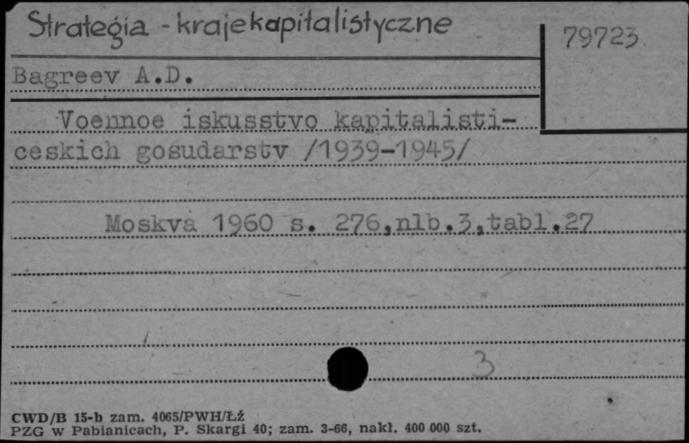 Strategia - kraje kapitalistyczne
79723
Bagreev A.D.
Voennoe iskusstvo kapitalisti-
ceskich gosudarstv /1939-1945/
Moskva 1960 s. 276,nlb.3,tabl.27
3
CWD/B 15-b zam. 4065/PWH/Łź
PZG w Pabianicach, P. Skargi 40; zam. 3-66, nakł. 400 000 szt.